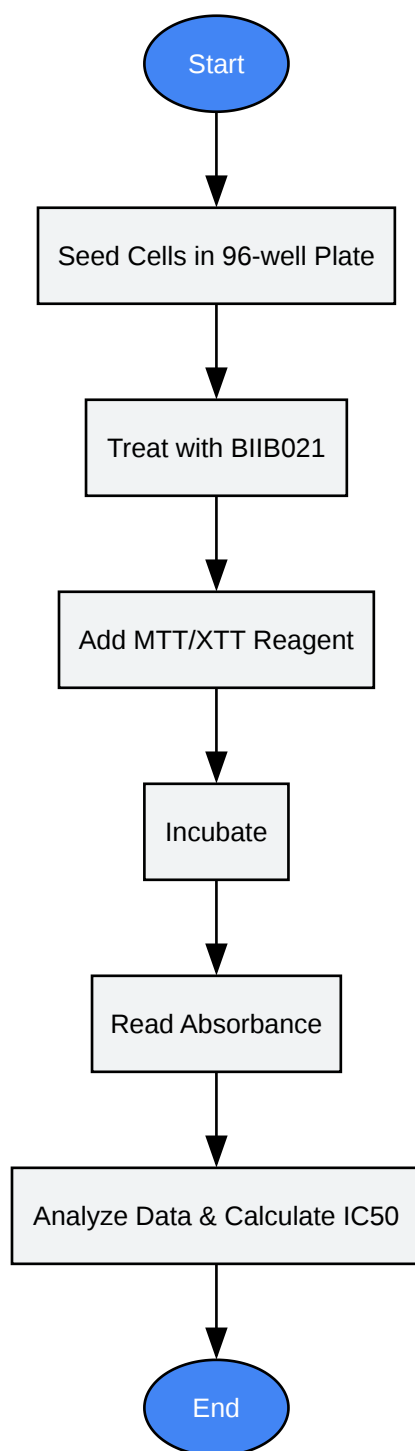 Start
Seed Cells in 96-well Plate
Treat with BIIB021
Add MTT/XTT Reagent
Incubate
Read Absorbance
Analyze Data & Calculate IC50
End